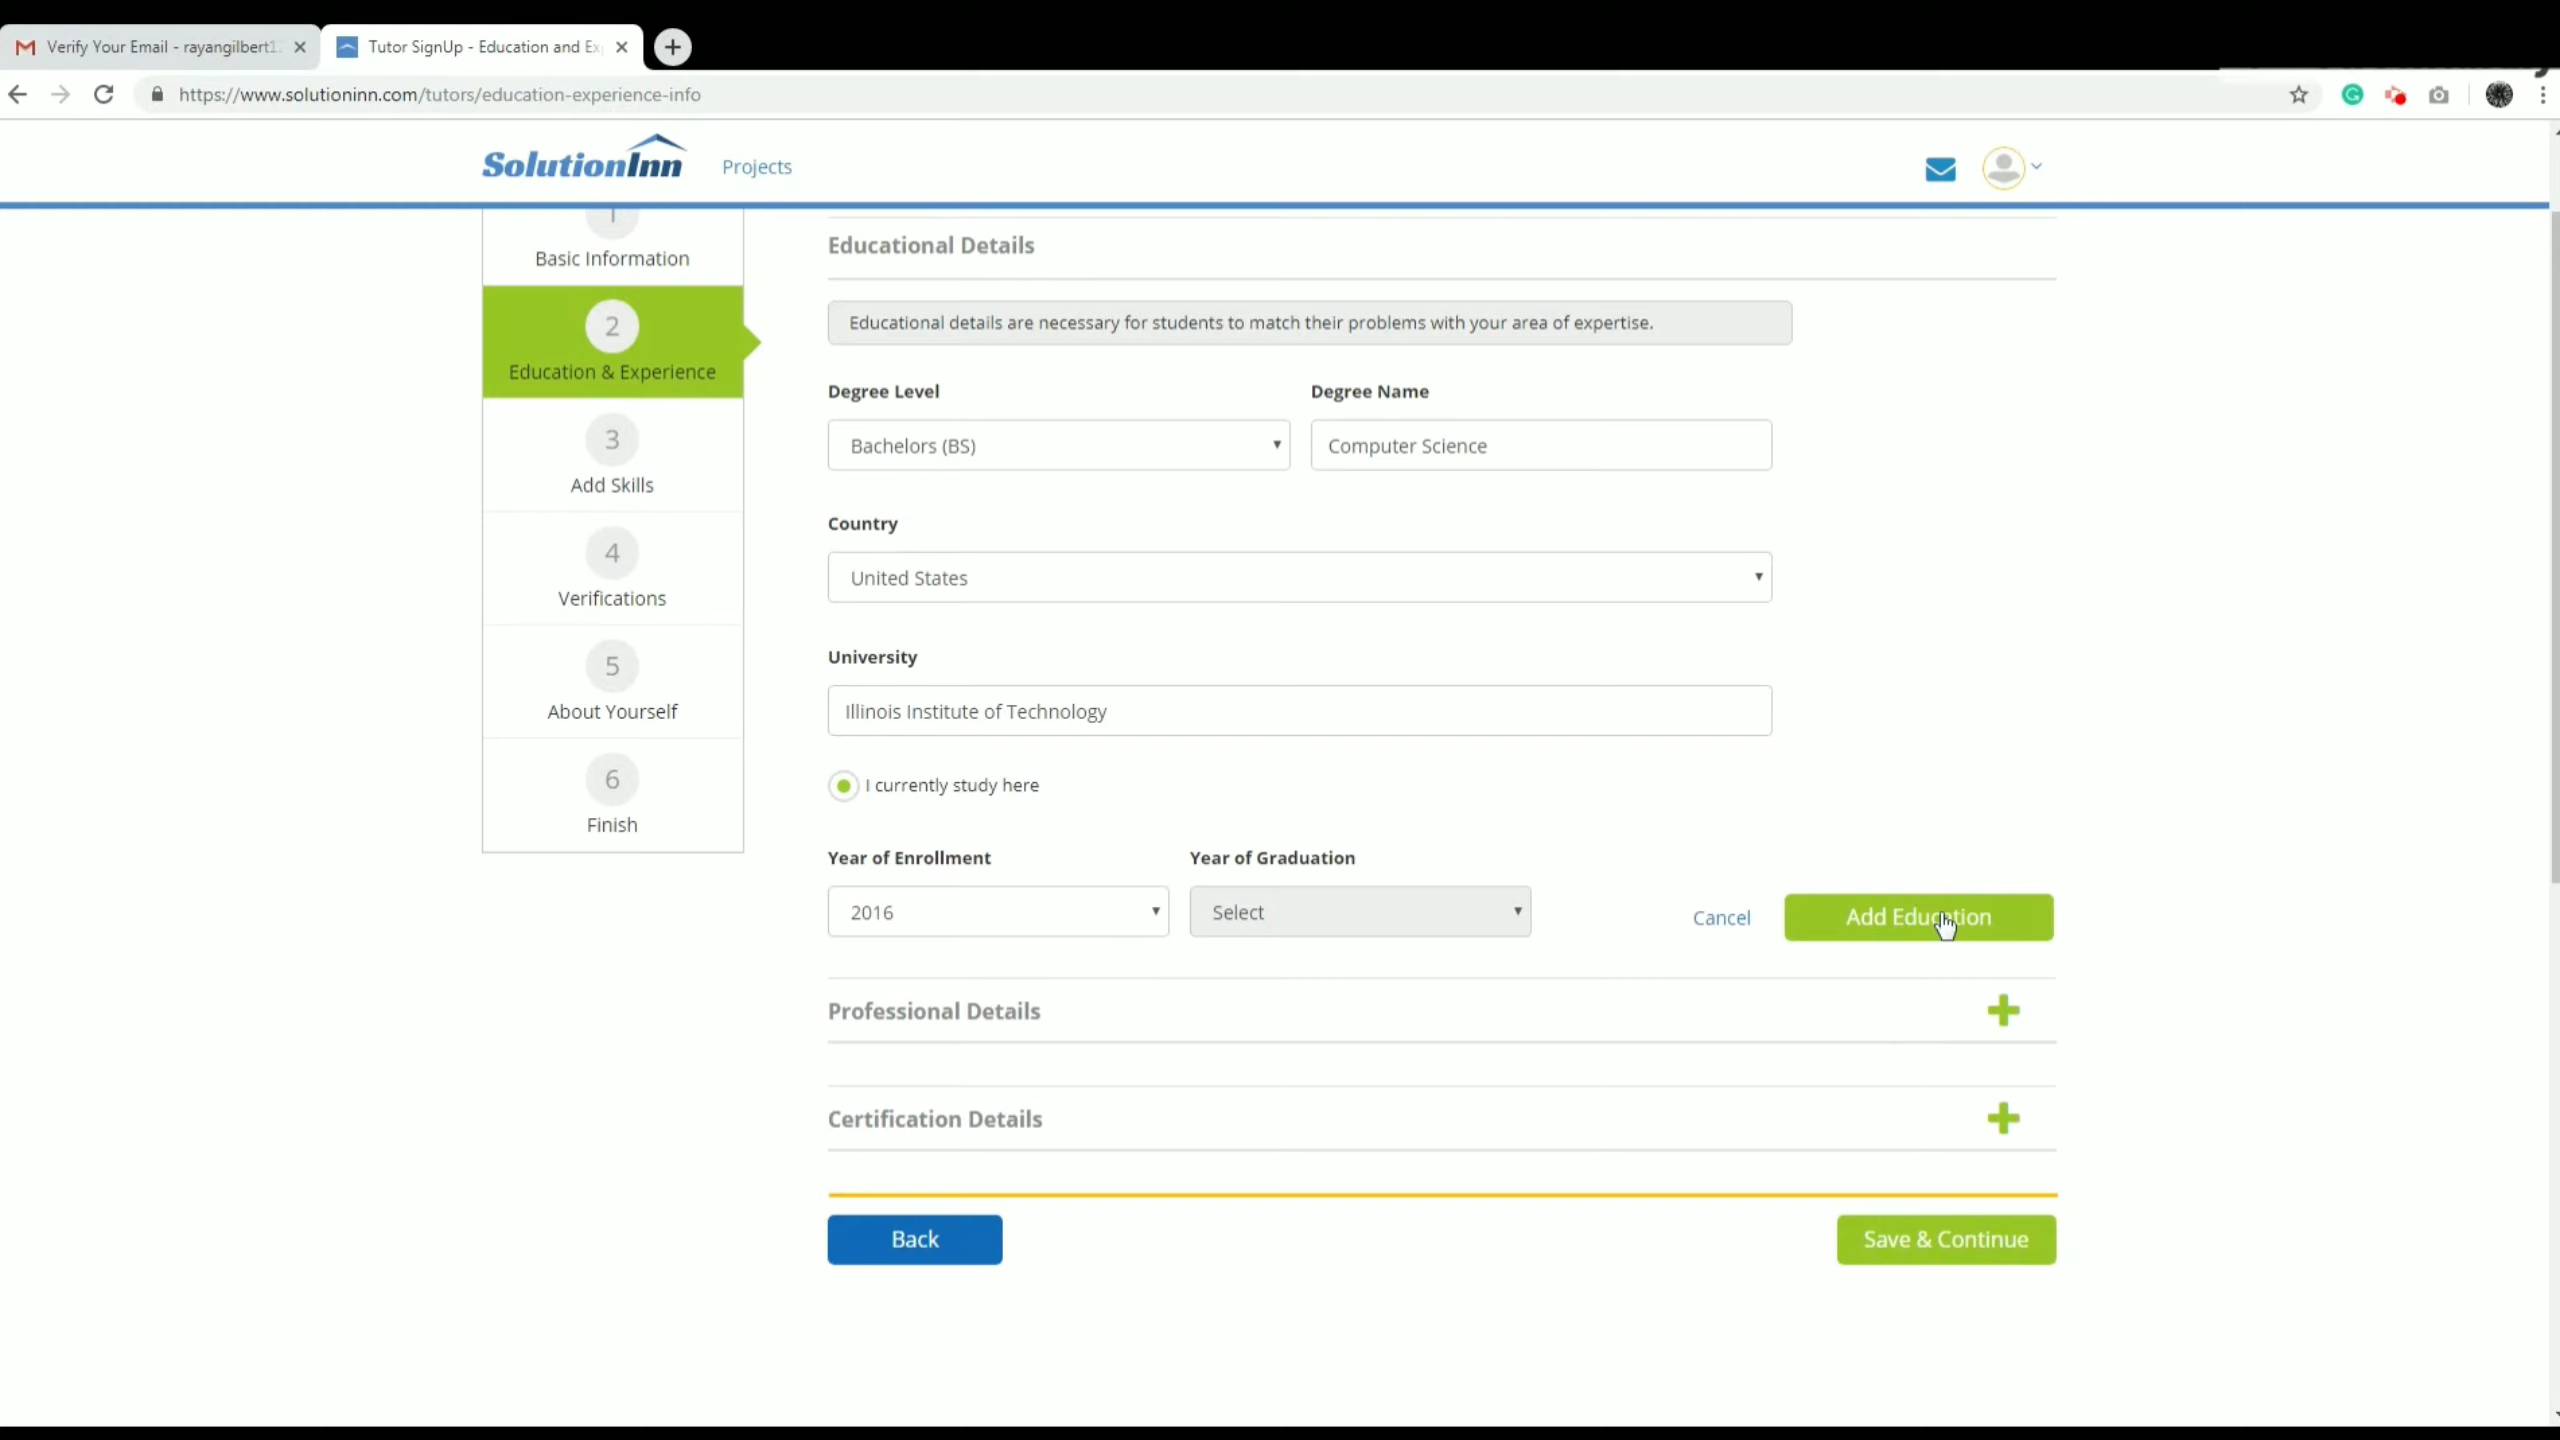 Verify Your Email - rayangilbert1
Tutor SignUp - Education and Ex
https://www.solutioninn.com/tutors/education-experience-info
SolutionInn
Projects
1
Basic Information
2
Education & Experience
3
Add Skills
4
Verifications
5
About Yourself
6
Finish
Educational Details
Educational details are necessary for students to match their problems with your area of expertise.
Degree Level Degree Name
Bachelors (BS) Computer Science
Country
United States
University
Illinois Institute of Technology
I currently study here
Year of Enrollment Year of Graduation
2016 Select Cancel Add Education
Professional Details
Certification Details
Back Save & Continue